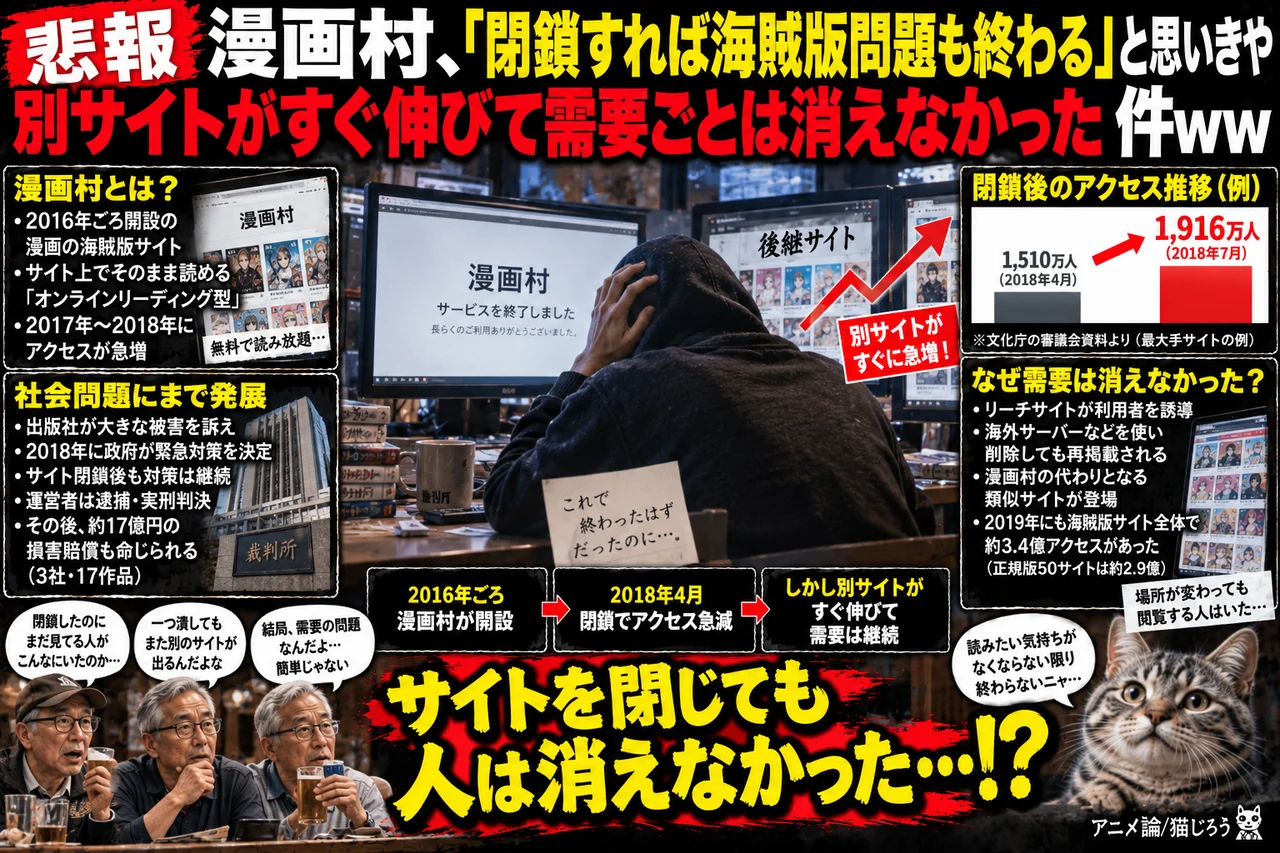 悲報 漫画村、「閉鎖すれば海賊版問題も終わる」と思いきや
別サイトがすぐ伸びて需要ごとは消えなかった 件ww
漫画村とは？
・2016年ごろ開設の
漫画の海賊版サイト
・サイト上でそのまま読める
「オンラインリーディング型」
・2017年〜2018年に
アクセスが急増
漫画村
無料で読み放題…
社会問題にまで発展
・出版社が大きな被害を訴え
・2018年に政府が緊急対策を決定
・サイト閉鎖後も対策は継続
・運営者は逮捕・実刑判決
・その後、約17億円の
損害賠償も命じられる
（3社・17作品）
裁判所
漫画村
サービスを終了しました
長らくのご利用ありがとうございました。
後継サイト
別サイトが
すぐに急増！
これで
終わったはず
だったのに…。
閉鎖後のアクセス推移（例）
1,510万人
（2018年4月）
1,916万人
（2018年7月）
※文化庁の審議会資料より（最大手サイトの例）
なぜ需要は消えなかった？
・リーチサイトが利用者を誘導
・海外サーバーなどを使い
削除しても再掲載される
・漫画村の代わりとなる
類似サイトが登場
・2019年にも海賊版サイト全体で
約3.4億アクセスがあった
（正規版50サイトは約2.9億）
場所が変わっても
閲覧する人はいた…
2016年ごろ
漫画村が開設
2018年4月
閉鎖でアクセス急減
しかし別サイトが
すぐ伸びて
需要は継続
閉鎖したのに
まだ見てる人が
こんなにいたのか…
一つ潰しても
また別のサイトが
出るんだよな
結局、需要の問題
なんだよ…
簡単じゃない
読みたい気持ちが
なくならない限り
終わらないニャ…
サイトを閉じても
人は消えなかった…!?
アニメ論/猫じろう